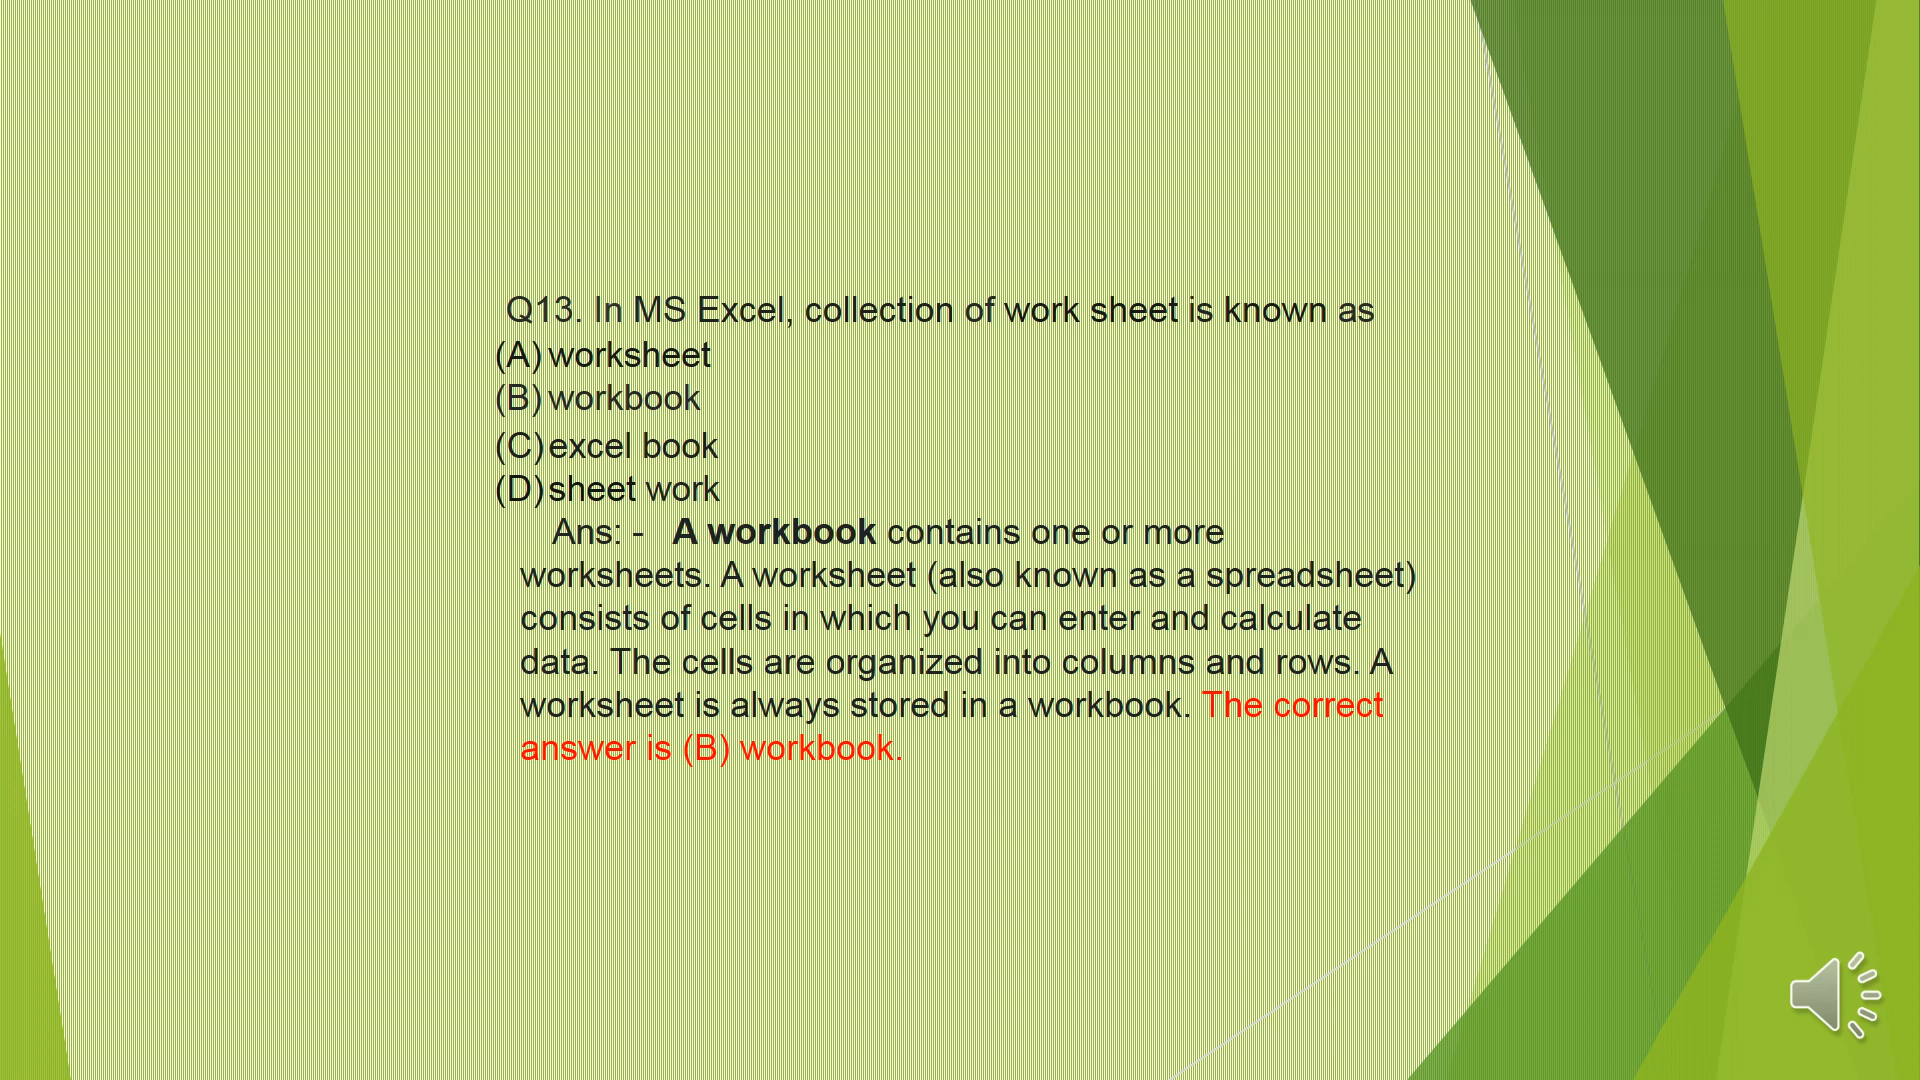 Q13. In MS Excel, collection of work sheet is known as
(A) worksheet
(B) workbook
(C) excel book
(D) sheet work
Ans: - A workbook contains one or more
worksheets. A worksheet (also known as a spreadsheet)
consists of cells in which you can enter and calculate
data. The cells are organized into columns and rows. A
worksheet is always stored in a workbook. The correct
answer is (B) workbook.